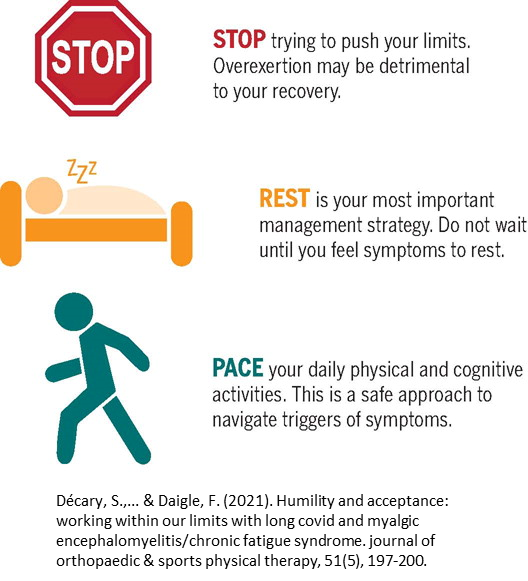 STOP
STOP trying to push your limits.
Overexertion may be detrimental
to your recovery.
ZZZ
REST is your most important
management strategy. Do not wait
until you feel symptoms to rest.
PACE your daily physical and cognitive
activities. This is a safe approach to
navigate triggers of symptoms.
Décary, S.,... & Daigle, F. (2021). Humility and acceptance:
working within our limits with long covid and myalgic
encephalomyelitis/chronic fatigue syndrome. journal of
orthopaedic & sports physical therapy, 51(5), 197-200.